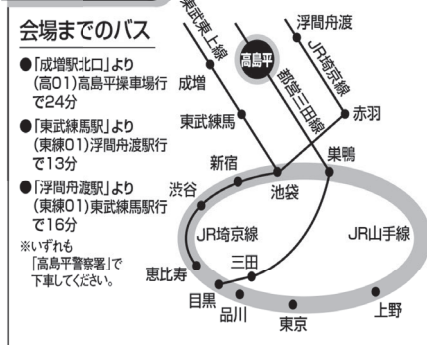 会場までのバス
●「成増駅北口」より
(高01)高島平操車場行
で24分
●「東武練馬駅」より
(東練01)浮間舟渡駅行
で13分
●「浮間舟渡駅」より
(東練01)東武練馬駅行
で16分
※いずれも
「高島平警察署」で
下車してください。
東武東上線
成増
東武練馬
高島平
都営三田線
浮間舟渡
JR埼京線
赤羽
巣鴨
新宿
池袋
渋谷
JR埼京線
JR山手線
恵比寿
三田
目黒
品川
東京
上野